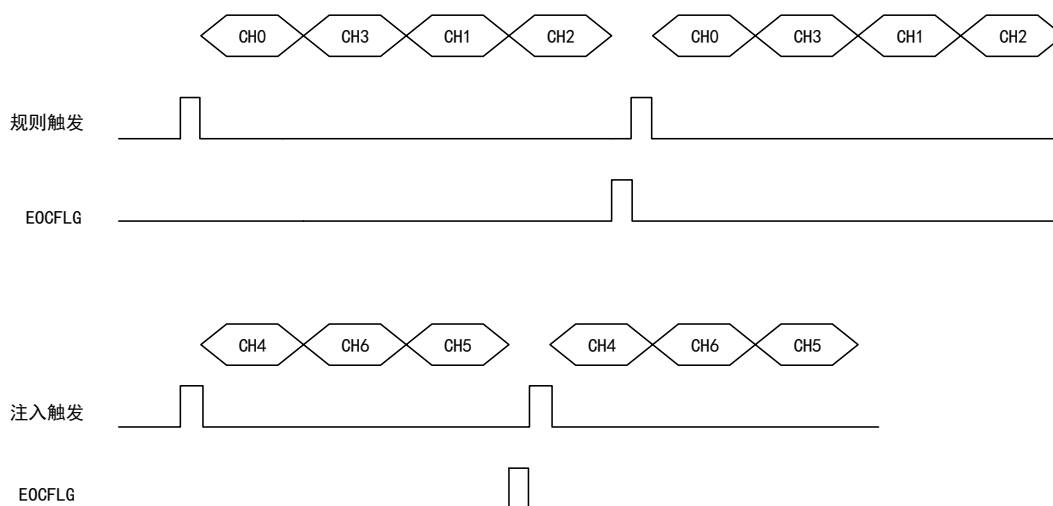 CH0 CH3 CH1 CH2 CH0 CH3 CH1 CH2
规则触发
EOCFLG
CH4 CH6 CH5 CH4 CH6 CH5
注入触发
EOCFLG